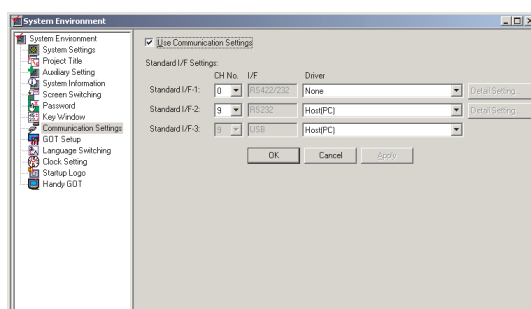 System Environment
System Environment
System Settings
Project Title
Auxiliary Setting
System Information
Screen Switching
Password
Key Window
Communication Settings
GOT Setup
Language Switching
Clock Setting
Startup Logo
Handy GOT
Use Communication Settings
Standard I/F Settings:
CH No. I/F Driver
Standard I/F-1: 0 RS422/232 None Detail Setting...
Standard I/F-2: 9 RS232 Host(PC) Detail Setting...
Standard I/F-3: 9 USB Host(PC)
OK Cancel Apply